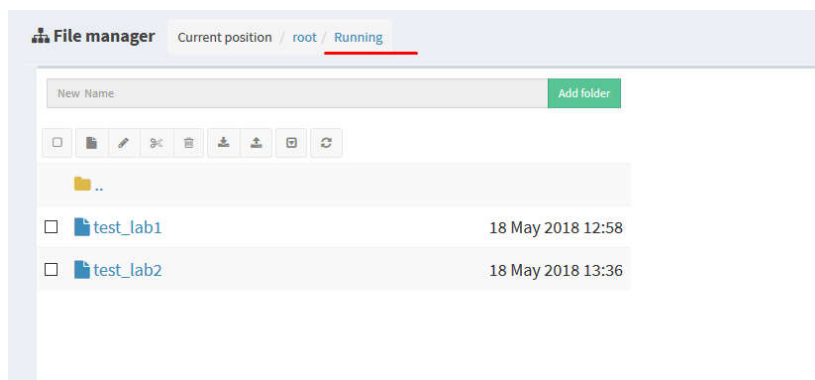 File manager Current position / root / Running
New Name Add folder
..
test_lab1 18 May 2018 12:58
test_lab2 18 May 2018 13:36